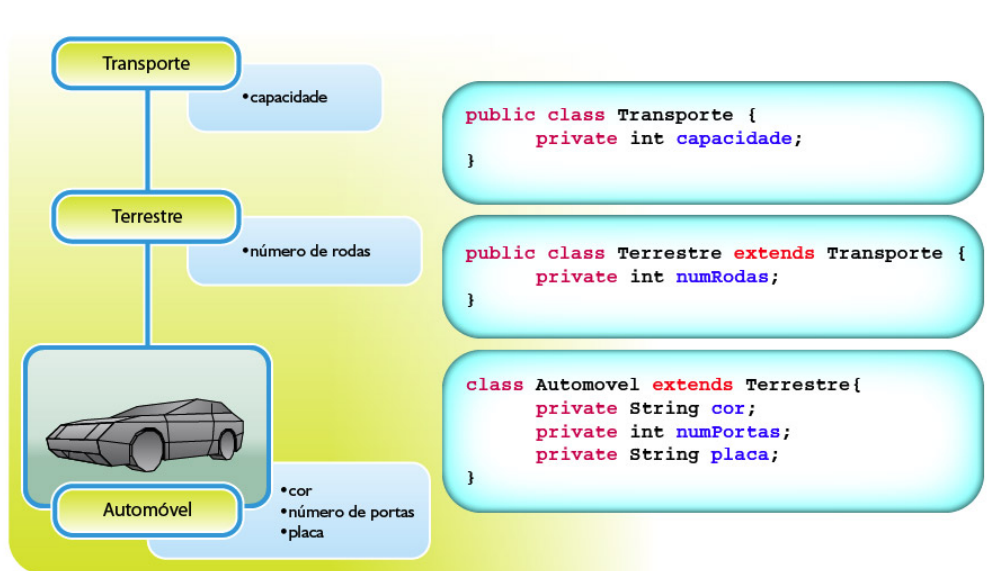 Transporte
•capacidade
Terrestre
•número de rodas
Automóvel
•cor
•número de portas
•placa
public class Transporte {
private int capacidade;
}
public class Terrestre extends Transporte {
private int numRodas;
}
class Automovel extends Terrestre{
private String cor;
private int numPortas;
private String placa;
}